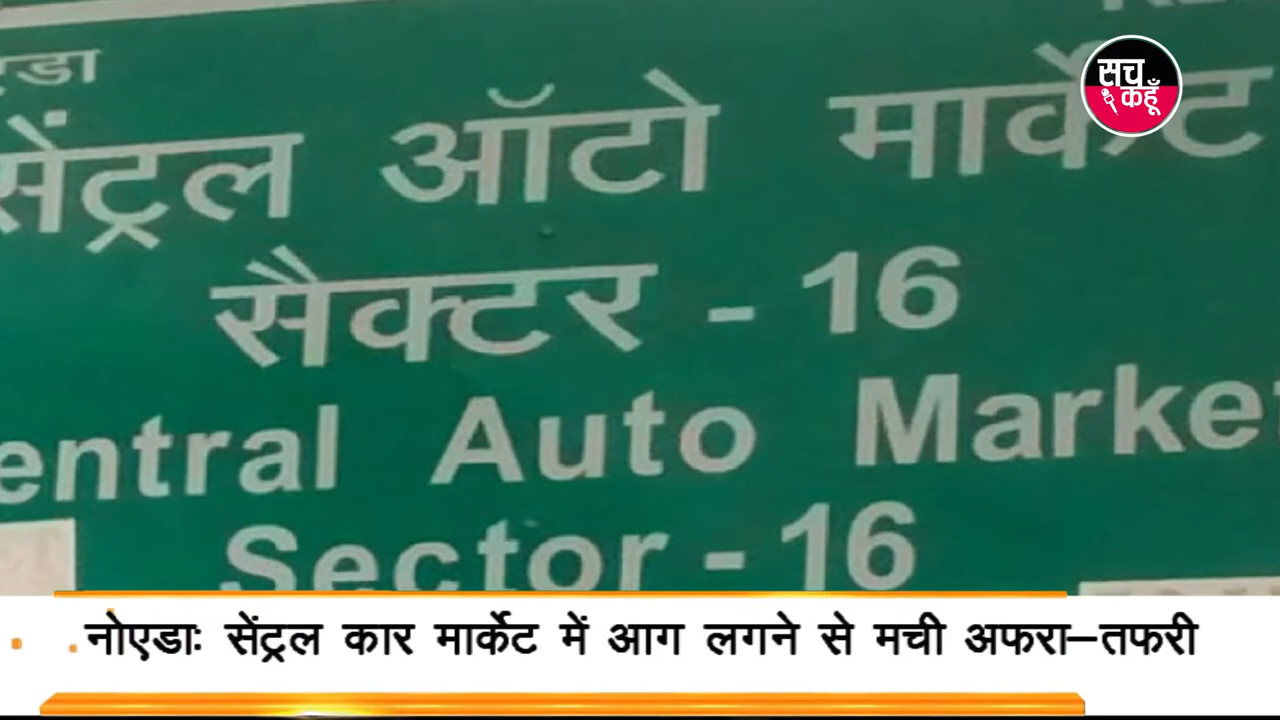 सच
कहूँ
सेंट्रल ऑटो मार्केट
सैक्टर - 16
entral Auto Marke
Sector - 16
नोएडाः सेंट्रल कार मार्केट में आग लगने से मची अफरा–तफरी